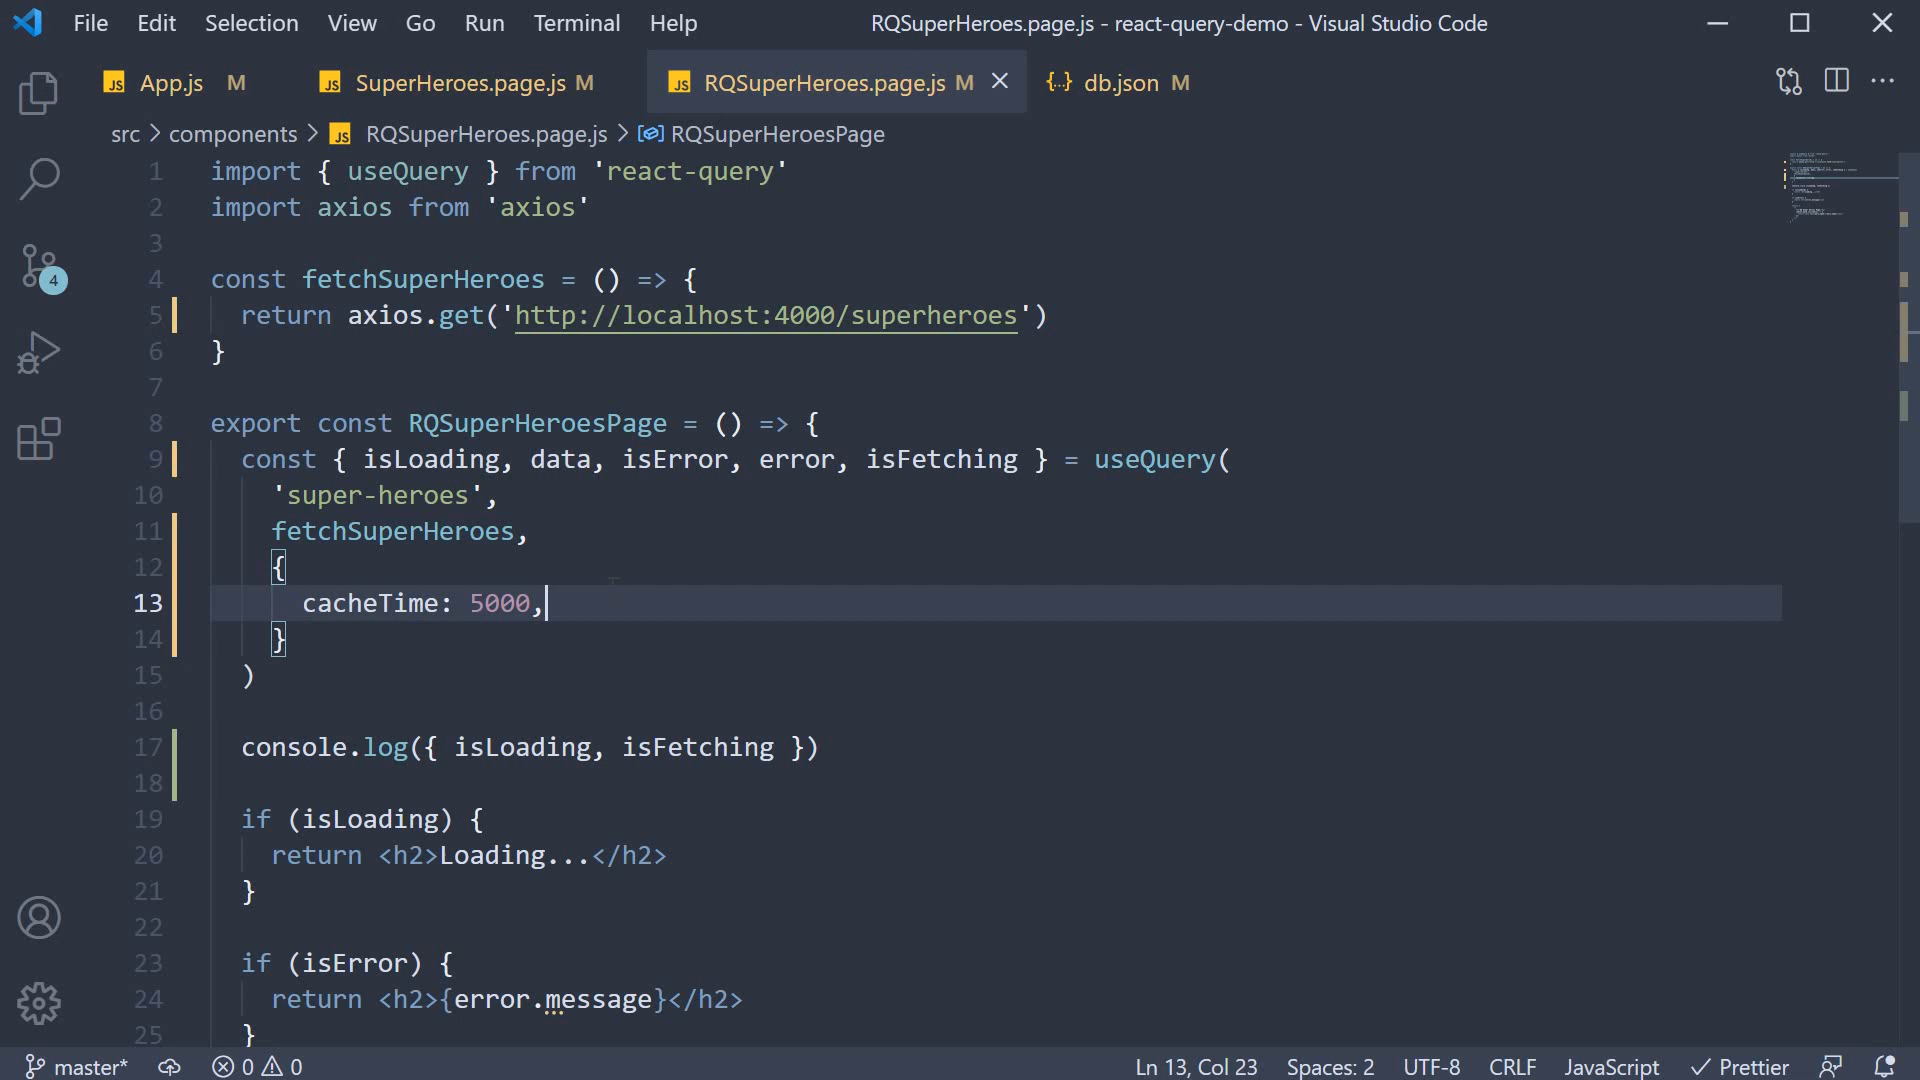 File Edit Selection View Go Run Terminal Help RQSuperHeroes.page.js - react-query-demo - Visual Studio Code
JS App.js M JS SuperHeroes.page.js M JS RQSuperHeroes.page.js M {..} db.json M
src > components > JS RQSuperHeroes.page.js > RQSuperHeroesPage
1 import { useQuery } from 'react-query'
2 import axios from 'axios'
3
4 const fetchSuperHeroes = () => {
5 return axios.get('http://localhost:4000/superheroes')
6 }
7
8 export const RQSuperHeroesPage = () => {
9 const { isLoading, data, isError, error, isFetching } = useQuery(
10 'super-heroes',
11 fetchSuperHeroes,
12 {
13 cacheTime: 5000,
14 }
15 )
16
17 console.log({ isLoading, isFetching })
18
19 if (isLoading) {
20 return <h2>Loading...</h2>
21 }
22
23 if (isError) {
24 return <h2>{error.message}</h2>
25 }
4
master* 0 0 Ln 13, Col 23 Spaces: 2 UTF-8 CRLF JavaScript Prettier